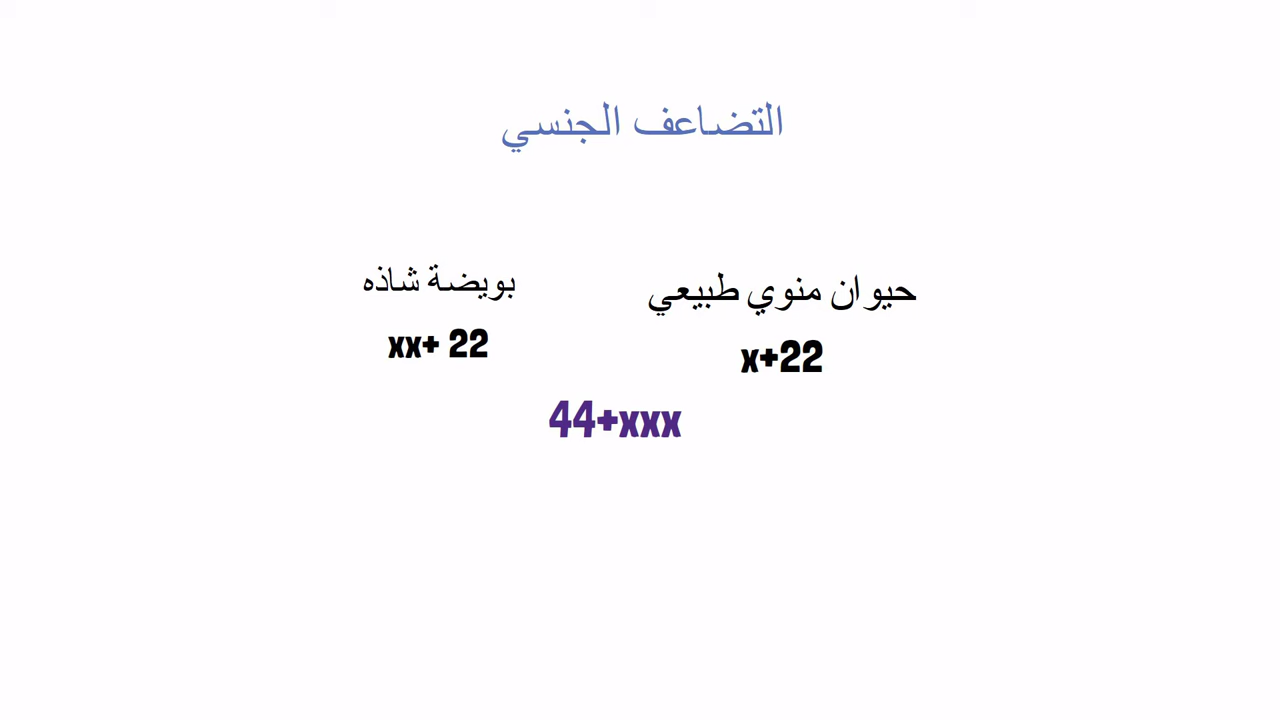 التضاعف الجنسي
حيوان منوي طبيعي
x+22
بويضة شاذه
xx+ 22
44+xxx